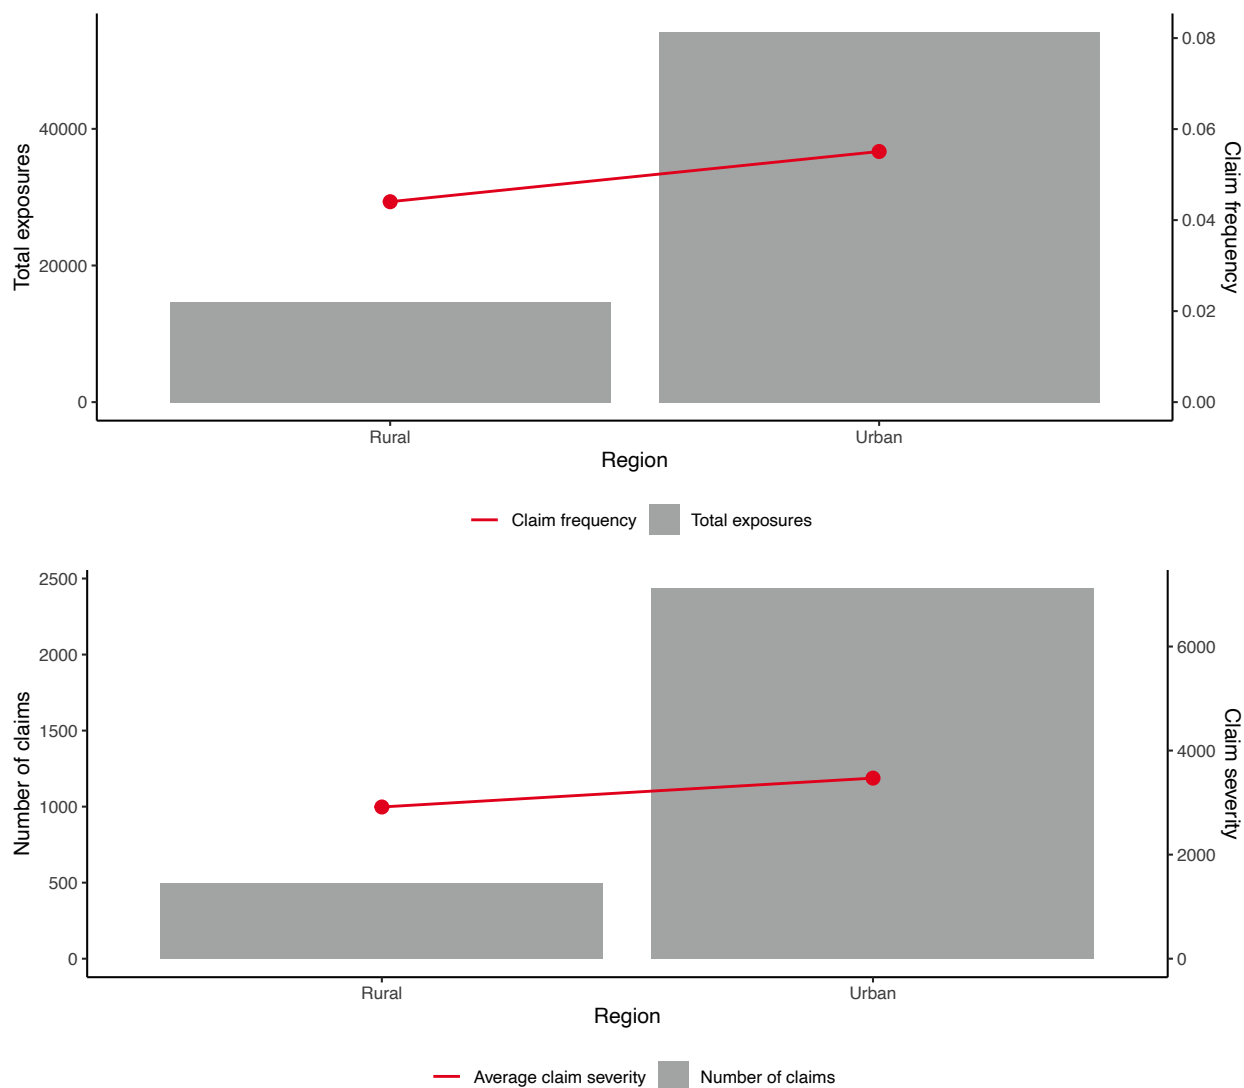 Total exposures
40000
20000
0
0.08
0.06
0.04
0.02
0.00
Claim frequency
Rural
Urban
Region
Claim frequency
Total exposures
Number of claims
2500
2000
1500
1000
500
0
6000
4000
2000
0
Claim severity
Rural
Urban
Region
Average claim severity
Number of claims